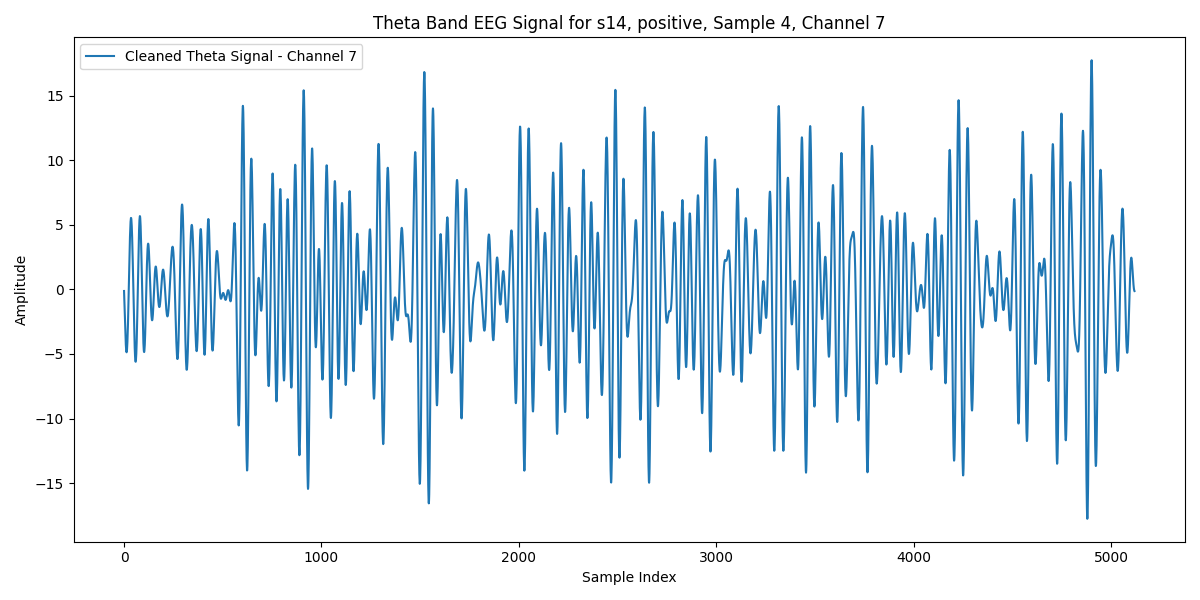 Theta Band EEG Signal for s14, positive, Sample 4, Channel 7
Cleaned Theta Signal - Channel 7
Amplitude
15
10
5
0
−5
−10
−15
0 1000 2000 3000 4000 5000
Sample Index